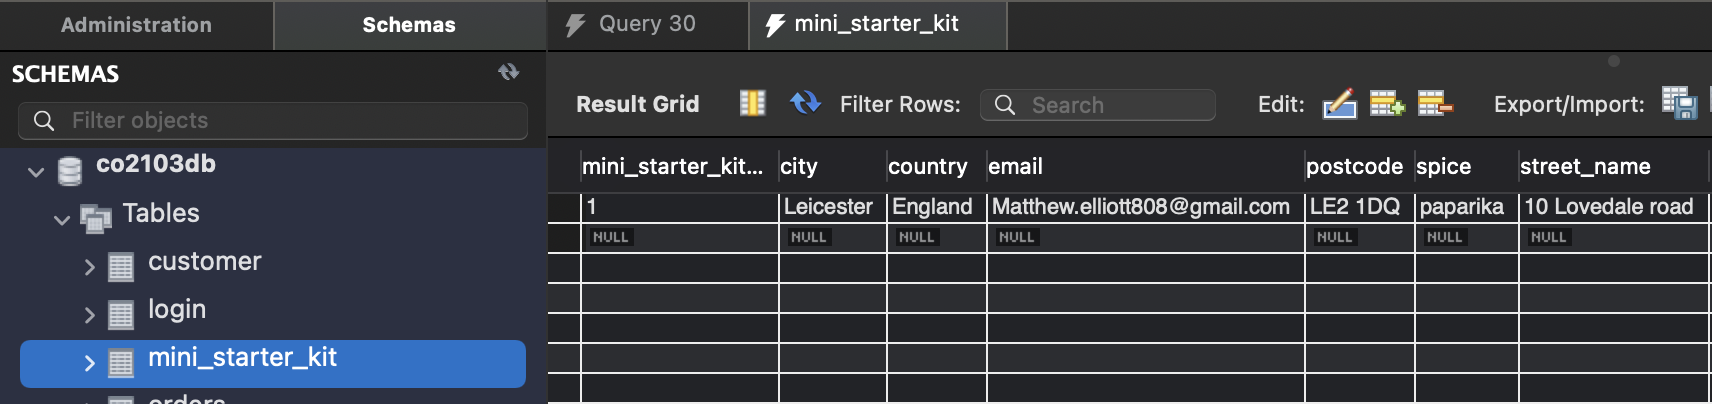 Administration Schemas
SCHEMAS
Filter objects
co2103db
Tables
customer
login
mini_starter_kit
orders
Query 30 mini_starter_kit
Result Grid Filter Rows: Search Edit: Export/Import:
mini_starter_kit... city country email postcode spice street_name
1 Leicester England Matthew.elliott808@gmail.com LE2 1DQ paparika 10 Lovedale road
NULL NULL NULL NULL NULL NULL NULL